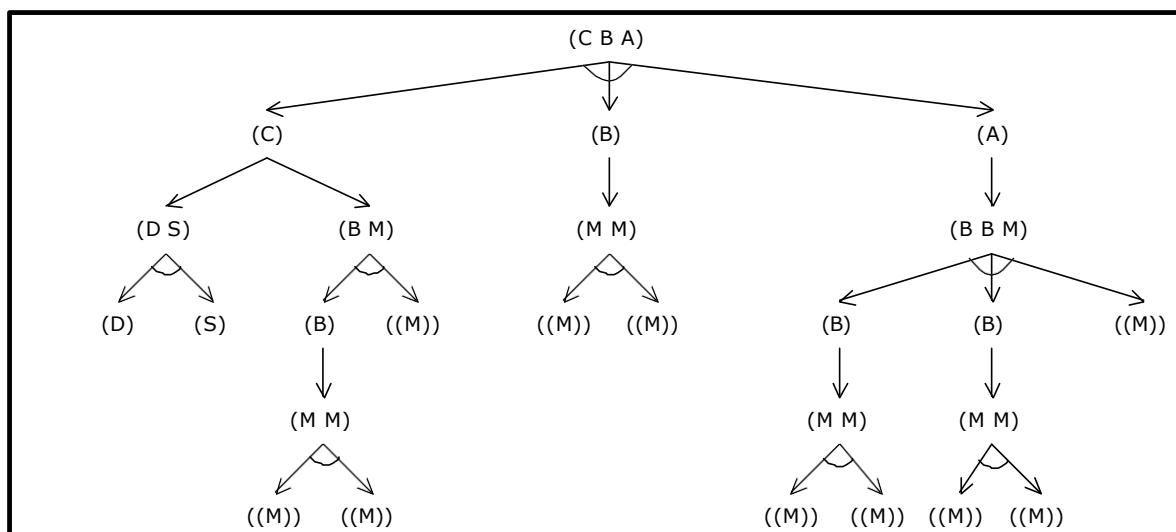 (C B A)
(C) (B) (A)
(D S) (B M) (M M) (B B M)
(D) (S) (B) ((M)) ((M)) ((M)) (B) (B) ((M))
(M M) (M M) (M M)
((M)) ((M)) ((M)) ((M)) ((M)) ((M))